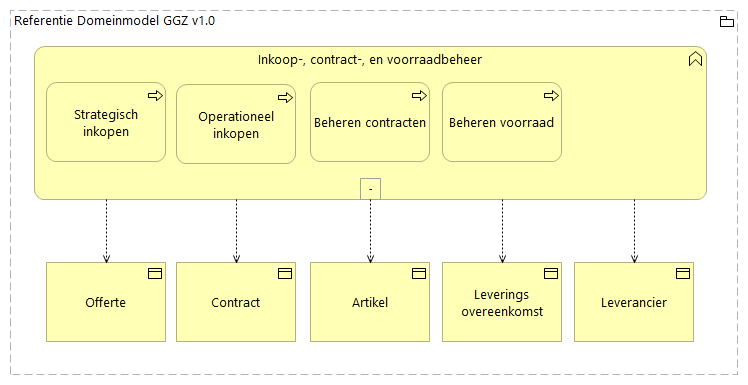 Referentie Domeinmodel GGZ v1.0
Inkoop-, contract-, en voorraadbeheer
Strategisch
inkopen
Operationeel
inkopen
Beheren contracten
Beheren voorraad
-
Offerte
Contract
Artikel
Leverings
overeenkomst
Leverancier